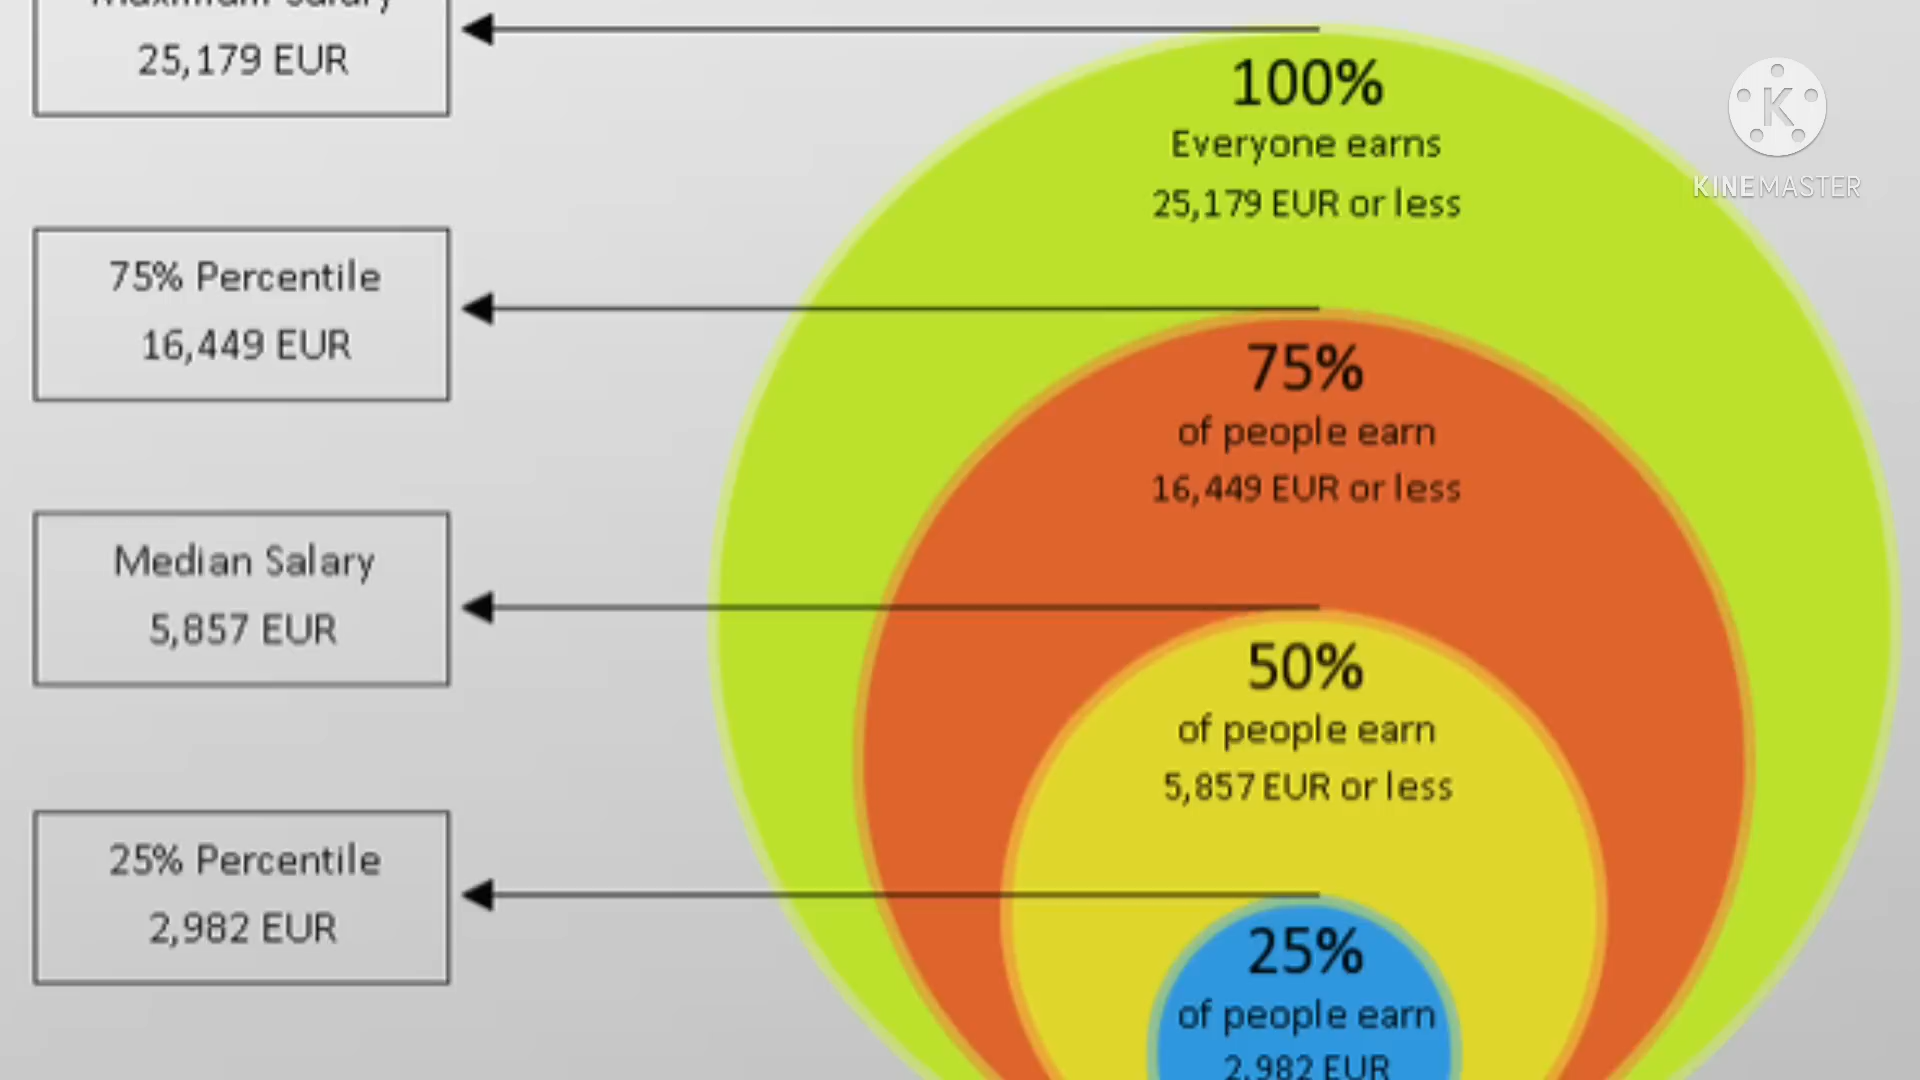 Maximum Salary
25,179 EUR
75% Percentile
16,449 EUR
Median Salary
5,857 EUR
25% Percentile
2,982 EUR
100%
Everyone earns
25,179 EUR or less
75%
of people earn
16,449 EUR or less
50%
of people earn
5,857 EUR or less
25%
of people earn
2,982 EUR
K
KINEMASTER